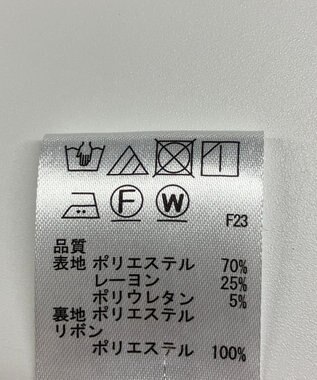 F W
F23
品質
表地 ポリエステル 70%
レーヨン 25%
ポリウレタン 5%
裏地 ポリエステル
リボン
ポリエステル 100%